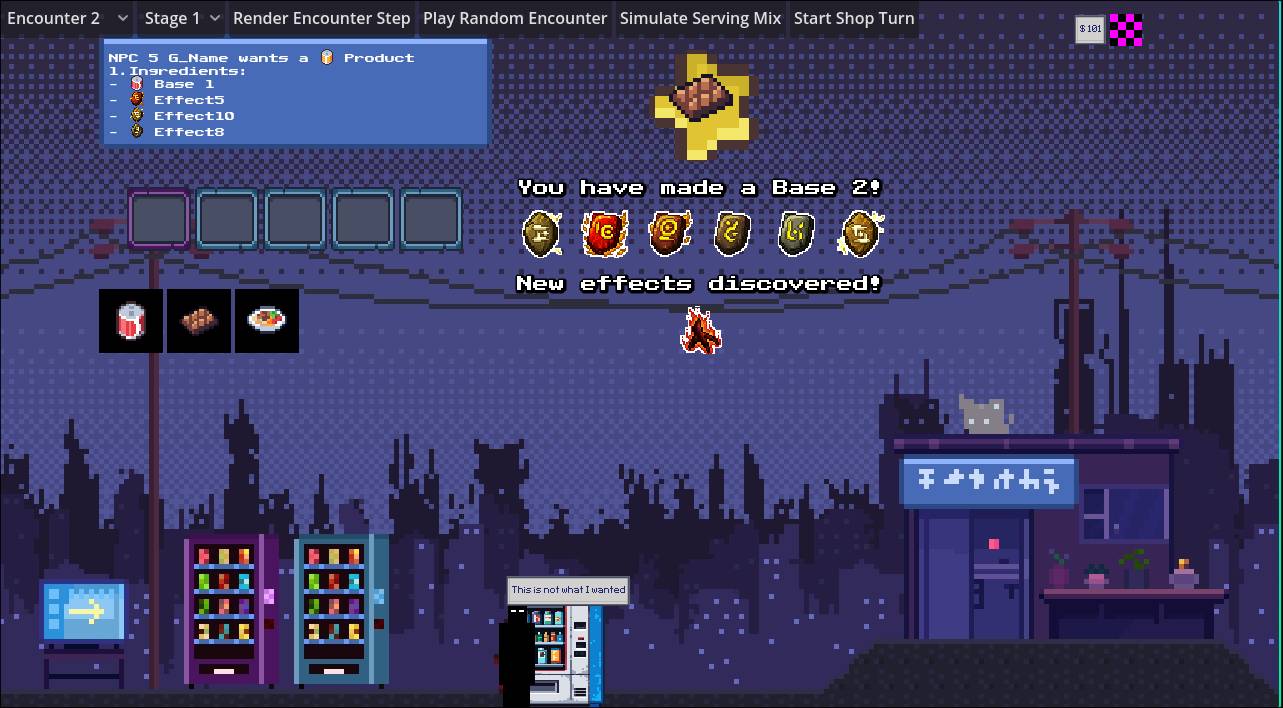 Encounter 2
Stage 1
Render Encounter Step
Play Random Encounter
Simulate Serving Mix
Start Shop Turn
$101
NPC 5 G_Name wants a Product
1.Ingredients:
- Base 1
- Effect5
- Effect10
- Effect8
You have made a Base 2!
New effects discovered!
This is not what I wanted